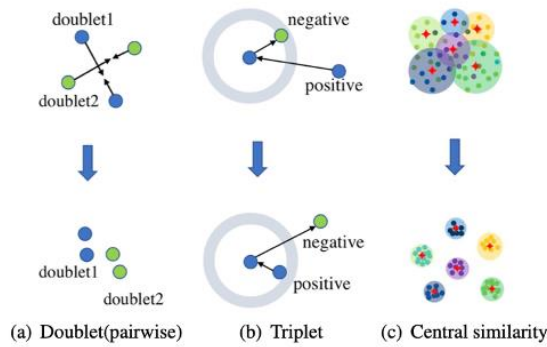 doublet1
doublet2
negative
positive
doublet1
doublet2
negative
positive
(a) Doublet(pairwise)
(b) Triplet
(c) Central similarity